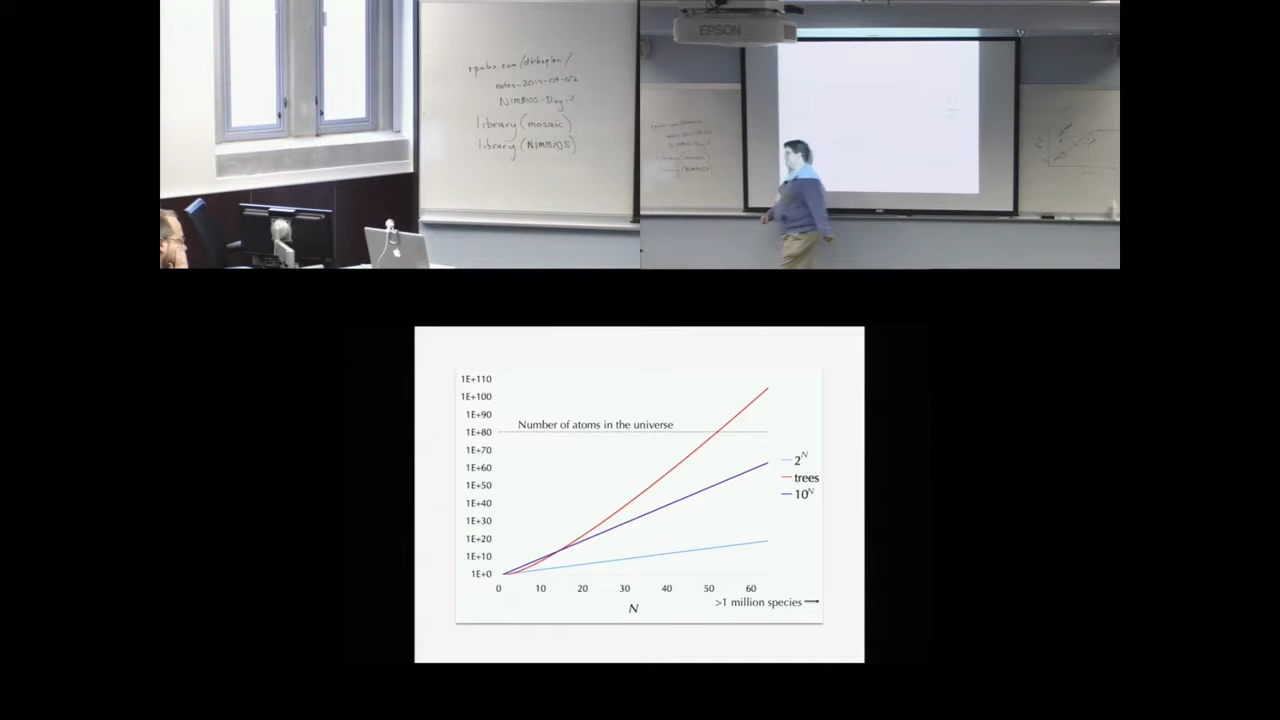 rpubs.com/dtkaplan/
notes-2014-04-02
NIMBIOS-Day-2
library(mosaic)
library(NIMBIOS)
EPSON
1E+110
1E+100
1E+90
1E+80
1E+70
1E+60
1E+50
1E+40
1E+30
1E+20
1E+10
1E+0
Number of atoms in the universe
2^N
trees
10^N
0 10 20 30 40 50 60
>1 million species
N